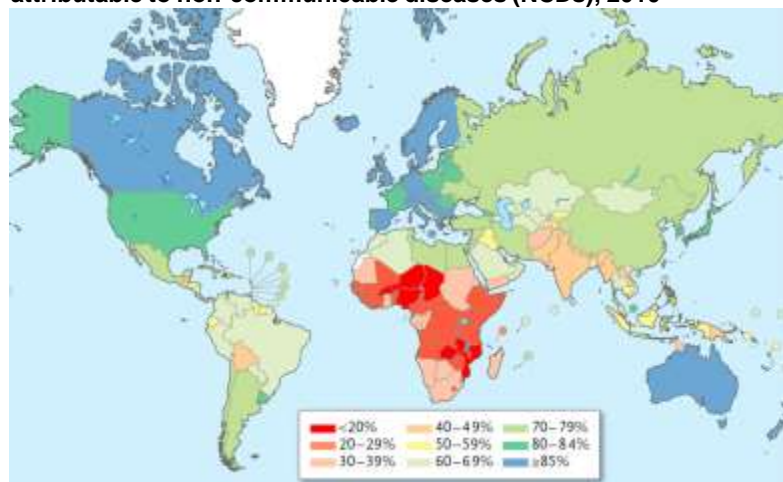 attributable to non-communicable diseases (NCDs), 2010
<20% 40–49% 70–79%
20–29% 50–59% 80–84%
30–39% 60–69% ≥85%